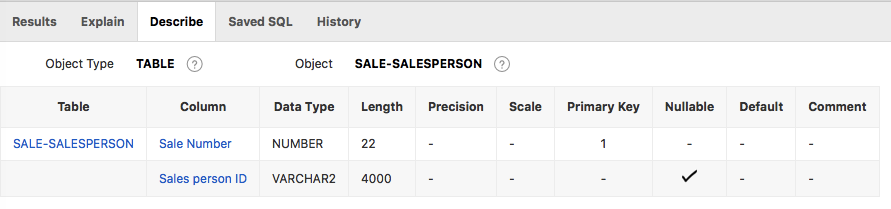 Results Explain Describe Saved SQL History
Object Type TABLE ? Object SALE-SALESPERSON ?
Table Column Data Type Length Precision Scale Primary Key Nullable Default Comment
SALE-SALESPERSON Sale Number NUMBER 22 - - 1 - - -
Sales person ID VARCHAR2 4000 - - - ✓ - -